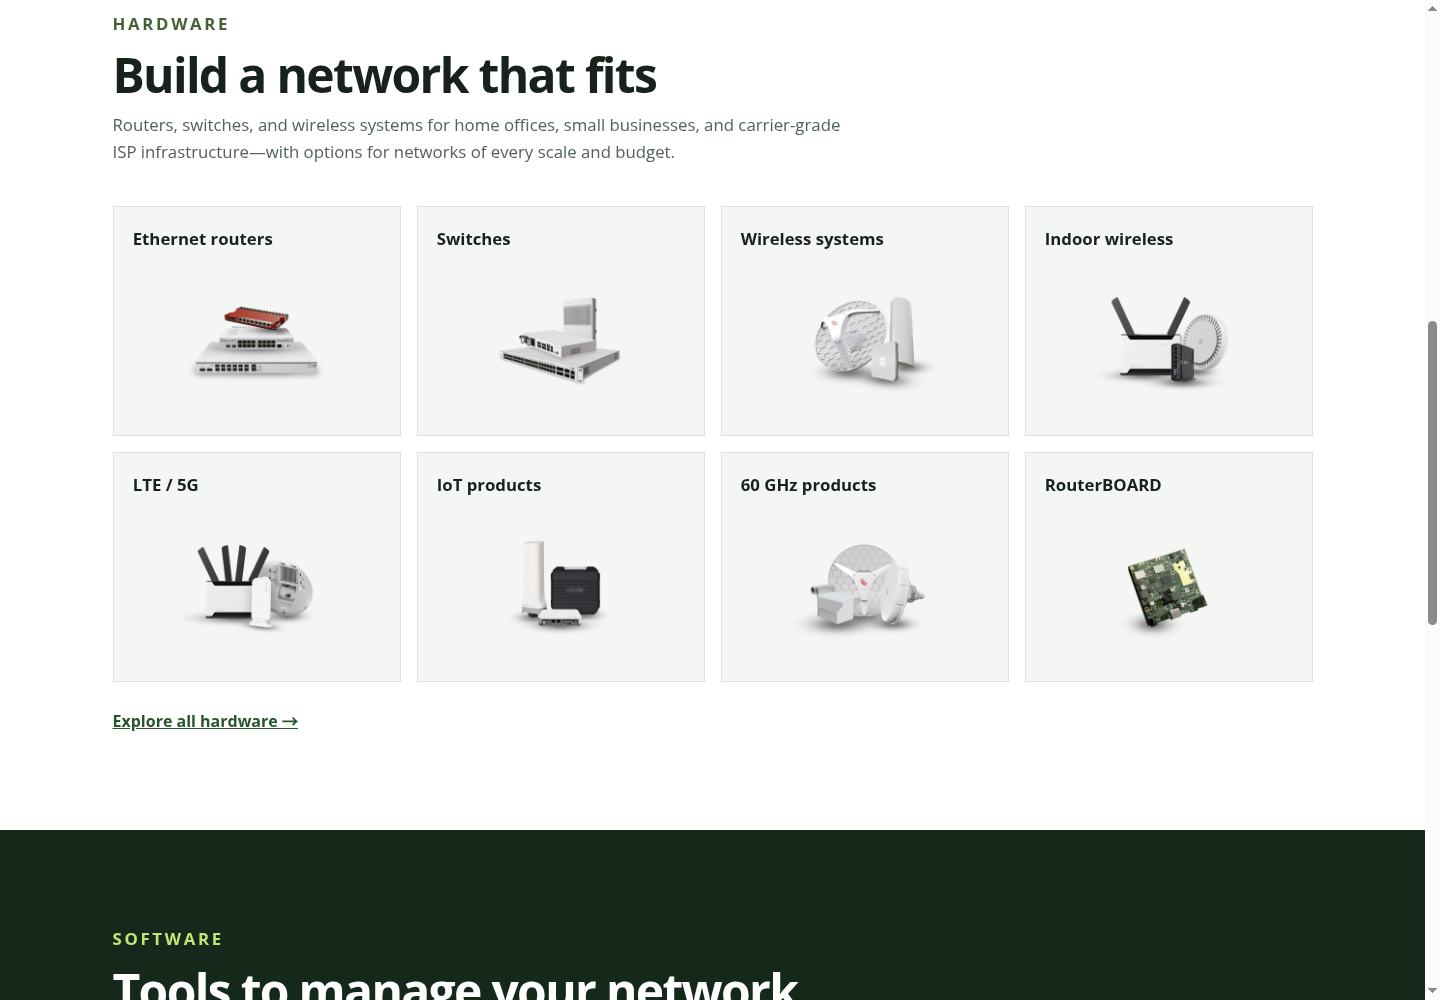 HARDWARE
Build a network that fits
Routers, switches, and wireless systems for home offices, small businesses, and carrier-grade
ISP infrastructure—with options for networks of every scale and budget.
Ethernet routers
Switches
Wireless systems
Indoor wireless
LTE / 5G
IoT products
60 GHz products
RouterBOARD
Explore all hardware →
SOFTWARE
Tools to manage your network